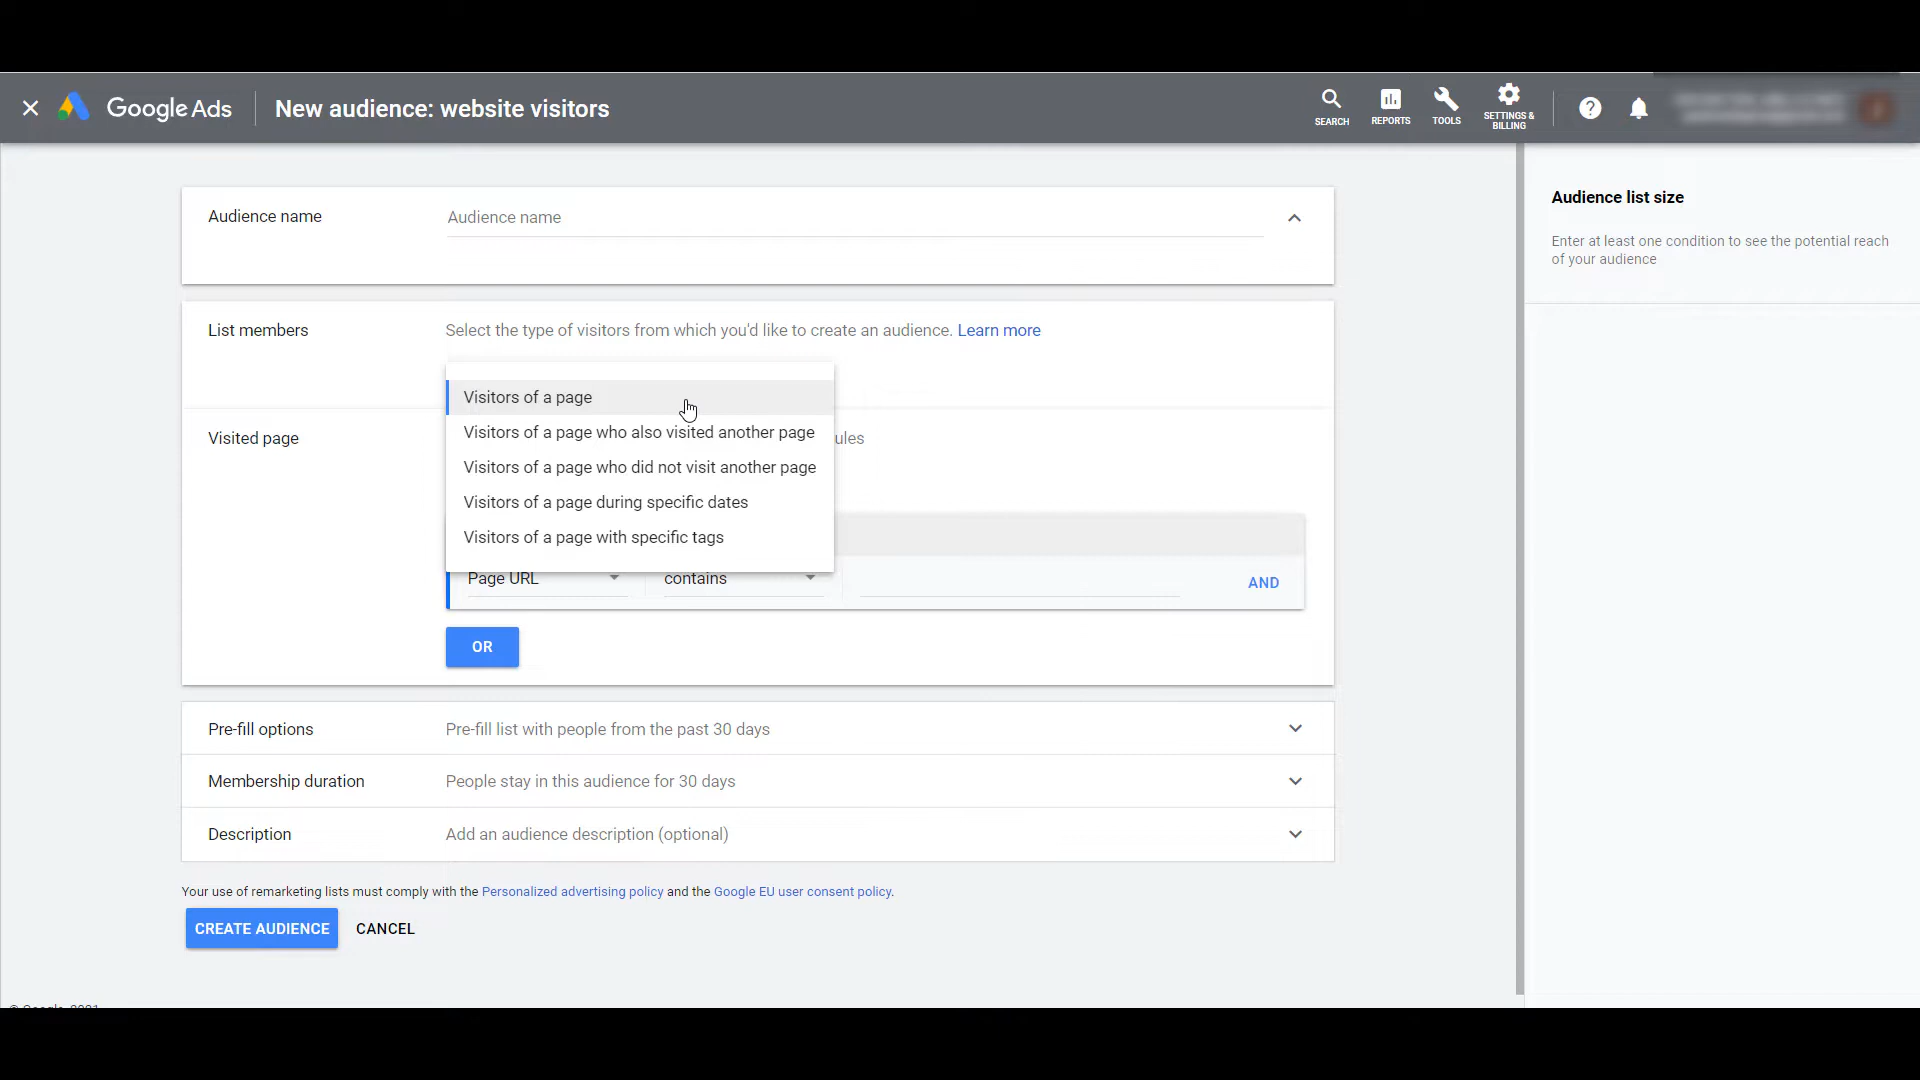 Google Ads
New audience: website visitors
SEARCH
REPORTS
TOOLS
SETTINGS &
BILLING
Audience name
Audience name
Audience list size
Enter at least one condition to see the potential reach
of your audience
List members
Select the type of visitors from which you'd like to create an audience. Learn more
Visitors of a page
Visitors of a page who also visited another page
Visitors of a page who did not visit another page
Visitors of a page during specific dates
Visitors of a page with specific tags
Visited page
ules
Page URL
contains
AND
OR
Pre-fill options
Pre-fill list with people from the past 30 days
Membership duration
People stay in this audience for 30 days
Description
Add an audience description (optional)
Your use of remarketing lists must comply with the Personalized advertising policy and the Google EU user consent policy.
CREATE AUDIENCE
CANCEL